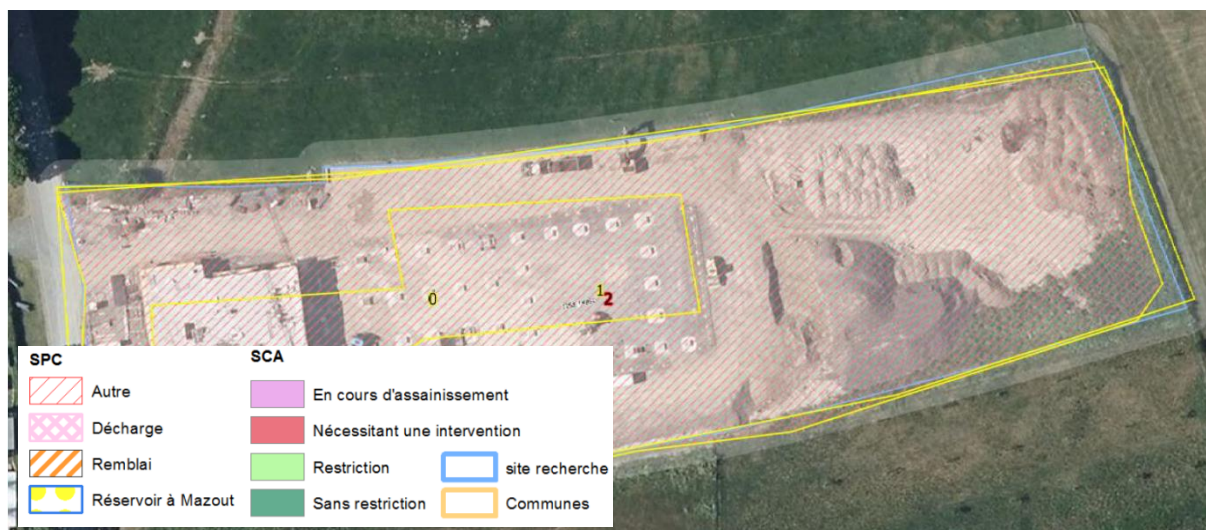 0
1
2
SPC
Autre
Décharge
Remblai
Réservoir à Mazout
SCA
En cours d'assainissement
Nécessitant une intervention
Restriction
Sans restriction
site recherche
Communes